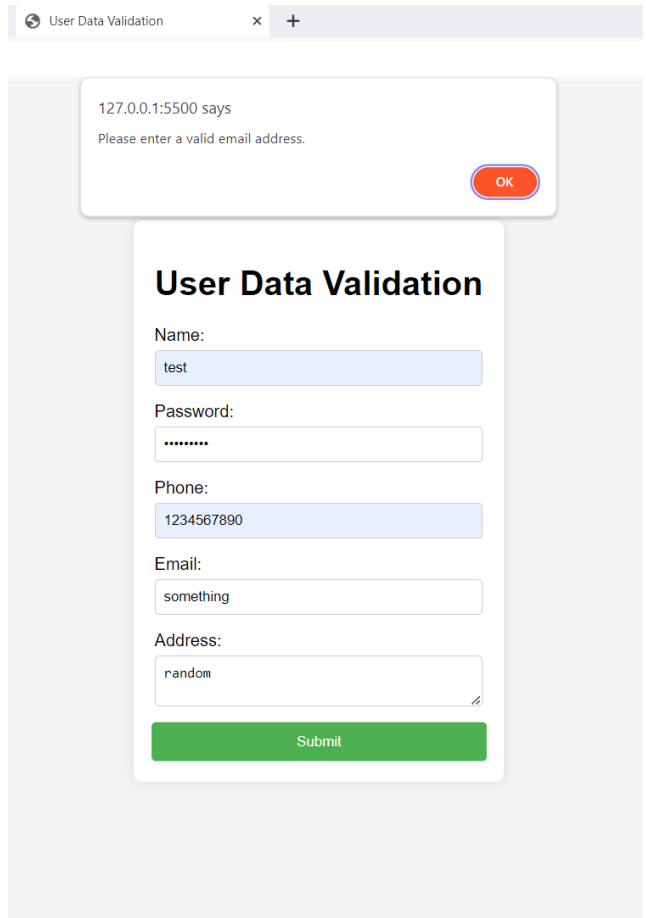 User Data Validation
127.0.0.1:5500 says
Please enter a valid email address.
OK
User Data Validation
Name:
test
Password:
•••••••••
Phone:
1234567890
Email:
something
Address:
random
Submit